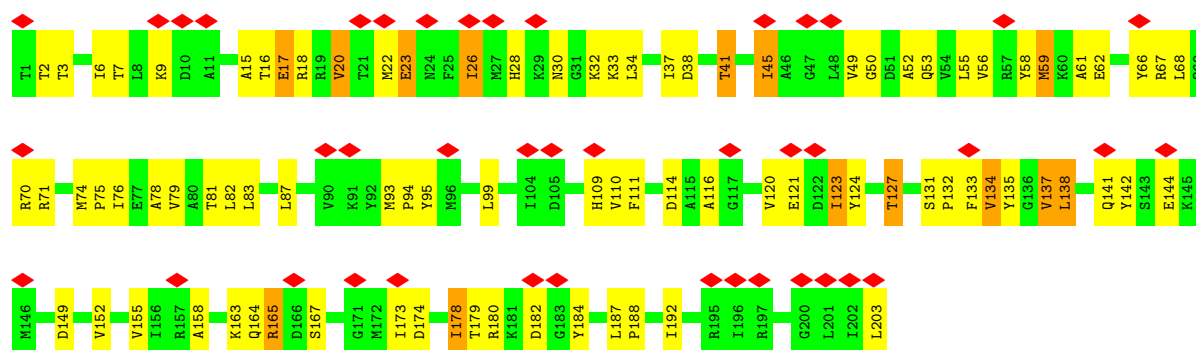 T1 T2 T3 I6 T7 L8 K9 D10 A11 A15 T16 E17 R18 R19 V20 T21 M22 E23 N24 F25 I26 M27 H28 K29 N30 G31 K32 K33 L34 I37 D38 T41 I45 A46 G47 L48 V49 G50 D51 A52 Q53 V54 L55 V56 R57 Y58 M59 K60 A61 E62 Y66 R67 L68
R70 R71 M74 P75 I76 E77 A78 V79 A80 T81 L82 L83 L87 V90 K91 Y92 M93 P94 Y95 M96 L99 I104 D105 H109 V110 F111 D114 A115 A116 G117 V120 E121 D122 I123 Y124 T127 S131 P132 F133 V134 Y135 G136 V137 L138 Q141 Y142 S143 E144 K145
M146 D149 V152 V155 I156 R157 A158 K163 Q164 R165 D166 S167 G171 M172 I173 D174 I178 T179 R180 K181 D182 G183 Y184 L187 P188 I192 R195 I196 R197 G200 L201 I202 L203